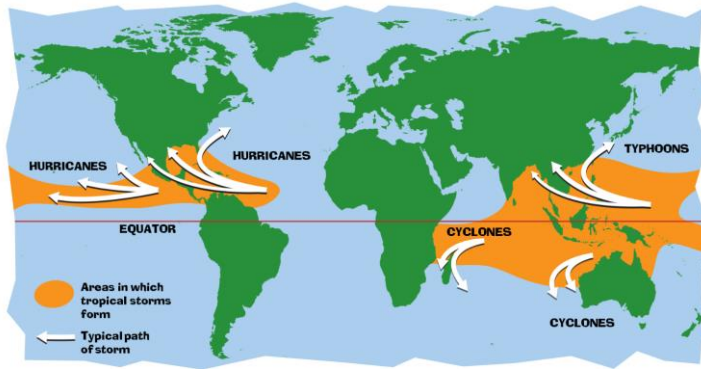 HURRICANES
HURRICANES
TYPHOONS
EQUATOR
CYCLONES
CYCLONES
Areas in which
tropical storms
form
Typical path
of storm